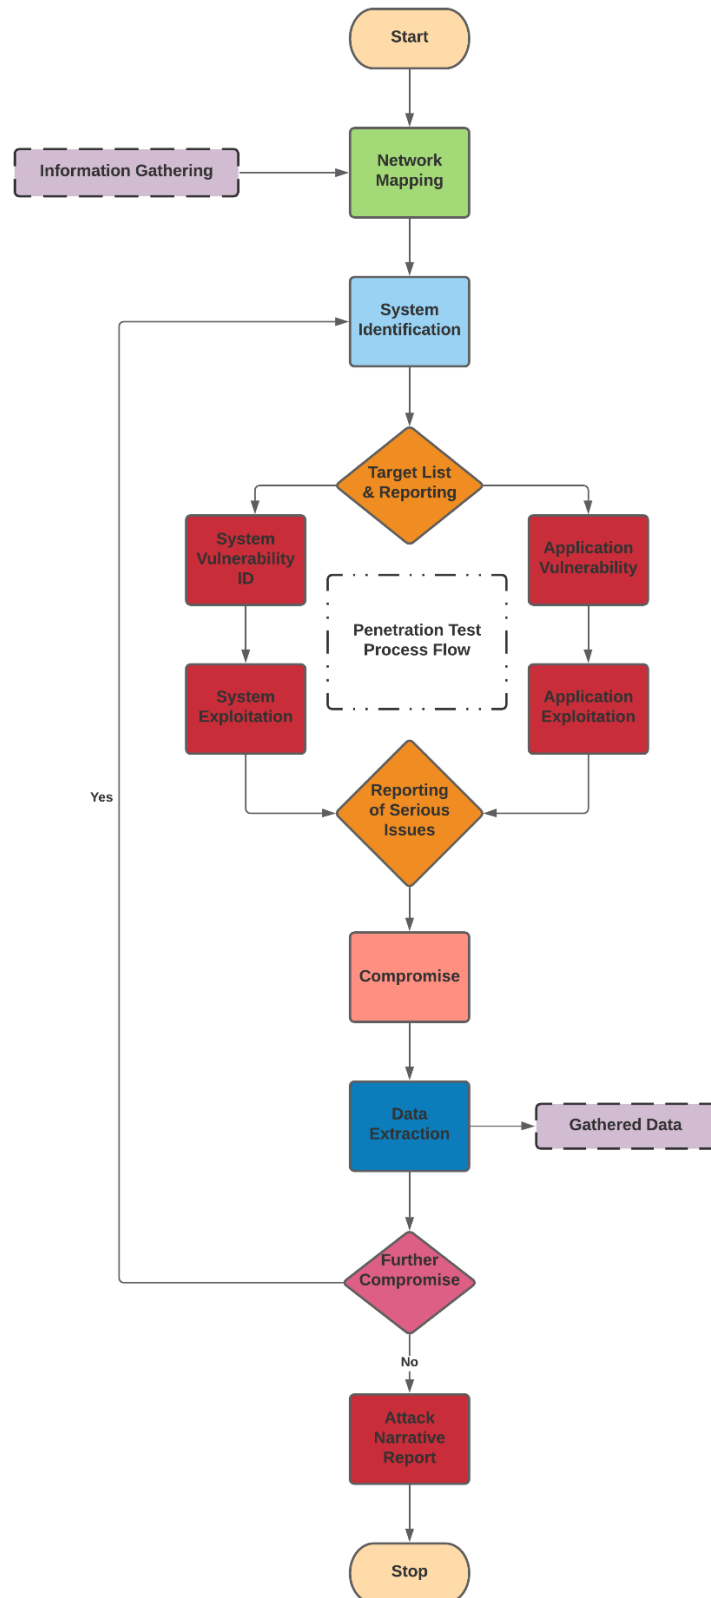 Start
Information Gathering
Network
Mapping
System
Identification
Target List
& Reporting
System
Vulnerability
ID
Application
Vulnerability
Penetration Test
Process Flow
System
Exploitation
Application
Exploitation
Reporting
of Serious
Issues
Yes
Compromise
Data
Extraction
Gathered Data
Further
Compromise
No
Attack
Narrative
Report
Stop